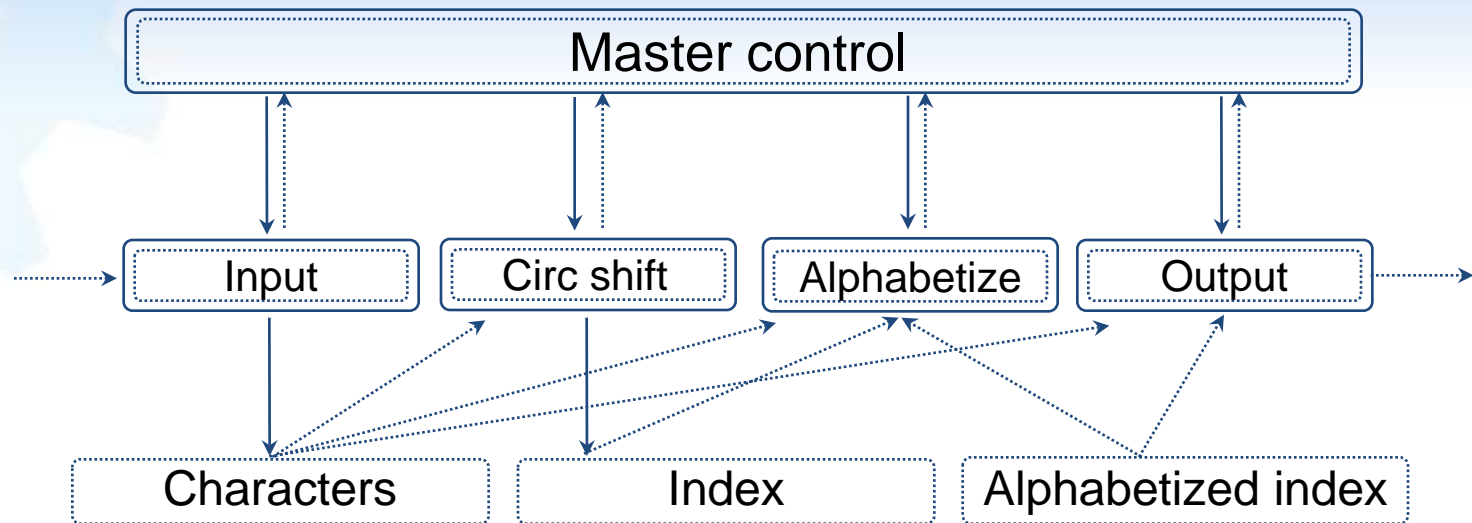 Master control
Input
Circ shift
Alphabetize
Output
Characters
Index
Alphabetized index